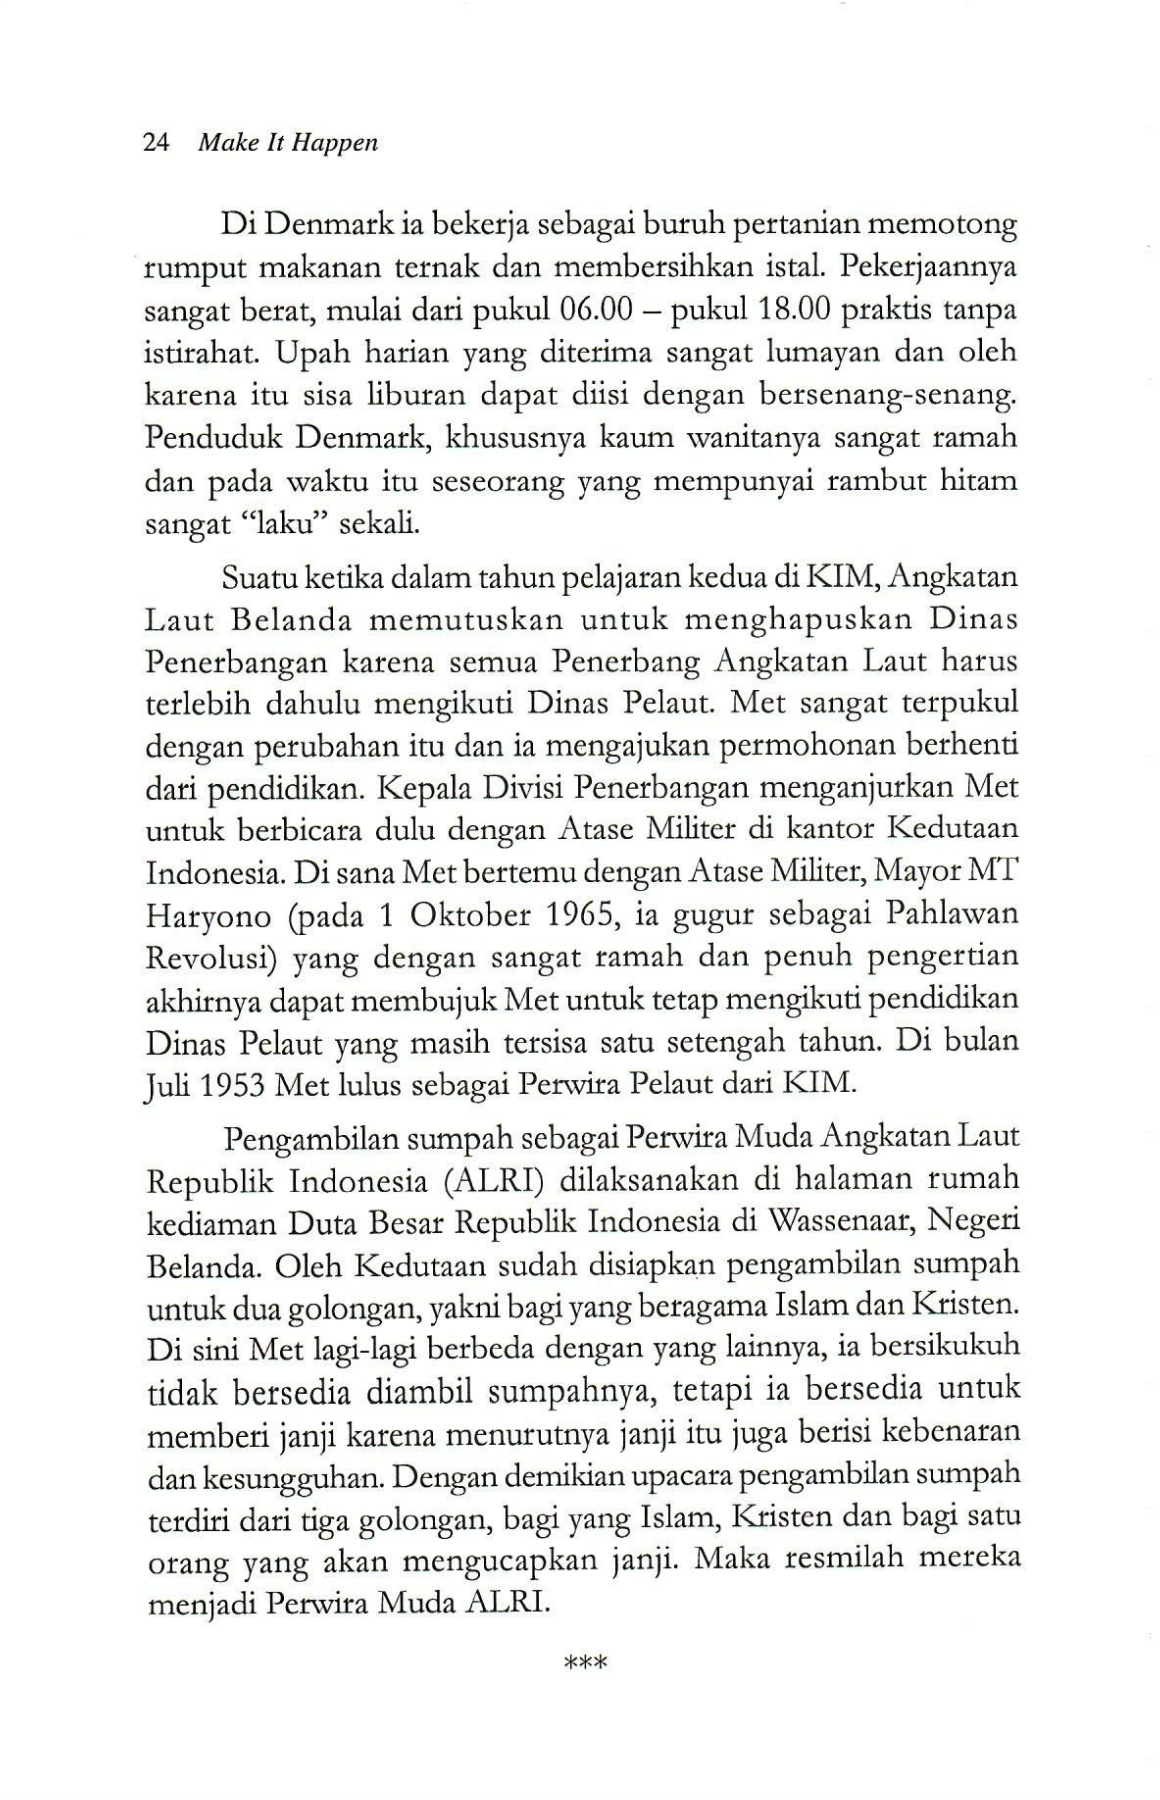 24 Make It Happen
Di Denmark ia bekerja sebagai buruh pertanian memotong
rumput makanan ternak dan membersihkan istal. Pekerjaannya
sangat berat, mulai dari pukul 06.00 – pukul 18.00 praktis tanpa
istirahat. Upah harian yang diterima sangat lumayan dan oleh
karena itu sisa liburan dapat diisi dengan bersenang-senang.
Penduduk Denmark, khususnya kaum wanitanya sangat ramah
dan pada waktu itu seseorang yang mempunyai rambut hitam
sangat “laku” sekali.
Suatu ketika dalam tahun pelajaran kedua di KIM, Angkatan
Laut Belanda memutuskan untuk menghapuskan Dinas
Penerbangan karena semua Penerbang Angkatan Laut harus
terlebih dahulu mengikuti Dinas Pelaut. Met sangat terpukul
dengan perubahan itu dan ia mengajukan permohonan berhenti
dari pendidikan. Kepala Divisi Penerbangan menganjurkan Met
untuk berbicara dulu dengan Atase Militer di kantor Kedutaan
Indonesia. Di sana Met bertemu dengan Atase Militer, Mayor MT
Haryono (pada 1 Oktober 1965, ia gugur sebagai Pahlawan
Revolusi) yang dengan sangat ramah dan penuh pengertian
akhirnya dapat membujuk Met untuk tetap mengikuti pendidikan
Dinas Pelaut yang masih tersisa satu setengah tahun. Di bulan
Juli 1953 Met lulus sebagai Perwira Pelaut dari KIM.
Pengambilan sumpah sebagai Perwira Muda Angkatan Laut
Republik Indonesia (ALRI) dilaksanakan di halaman rumah
kediaman Duta Besar Republik Indonesia di Wassenaar, Negeri
Belanda. Oleh Kedutaan sudah disiapkan pengambilan sumpah
untuk dua golongan, yakni bagi yang beragama Islam dan Kristen.
Di sini Met lagi-lagi berbeda dengan yang lainnya, ia bersikukuh
tidak bersedia diambil sumpahnya, tetapi ia bersedia untuk
memberi janji karena menurutnya janji itu juga berisi kebenaran
dan kesungguhan. Dengan demikian upacara pengambilan sumpah
terdiri dari tiga golongan, bagi yang Islam, Kristen dan bagi satu
orang yang akan mengucapkan janji. Maka resmilah mereka
menjadi Perwira Muda ALRI.
***